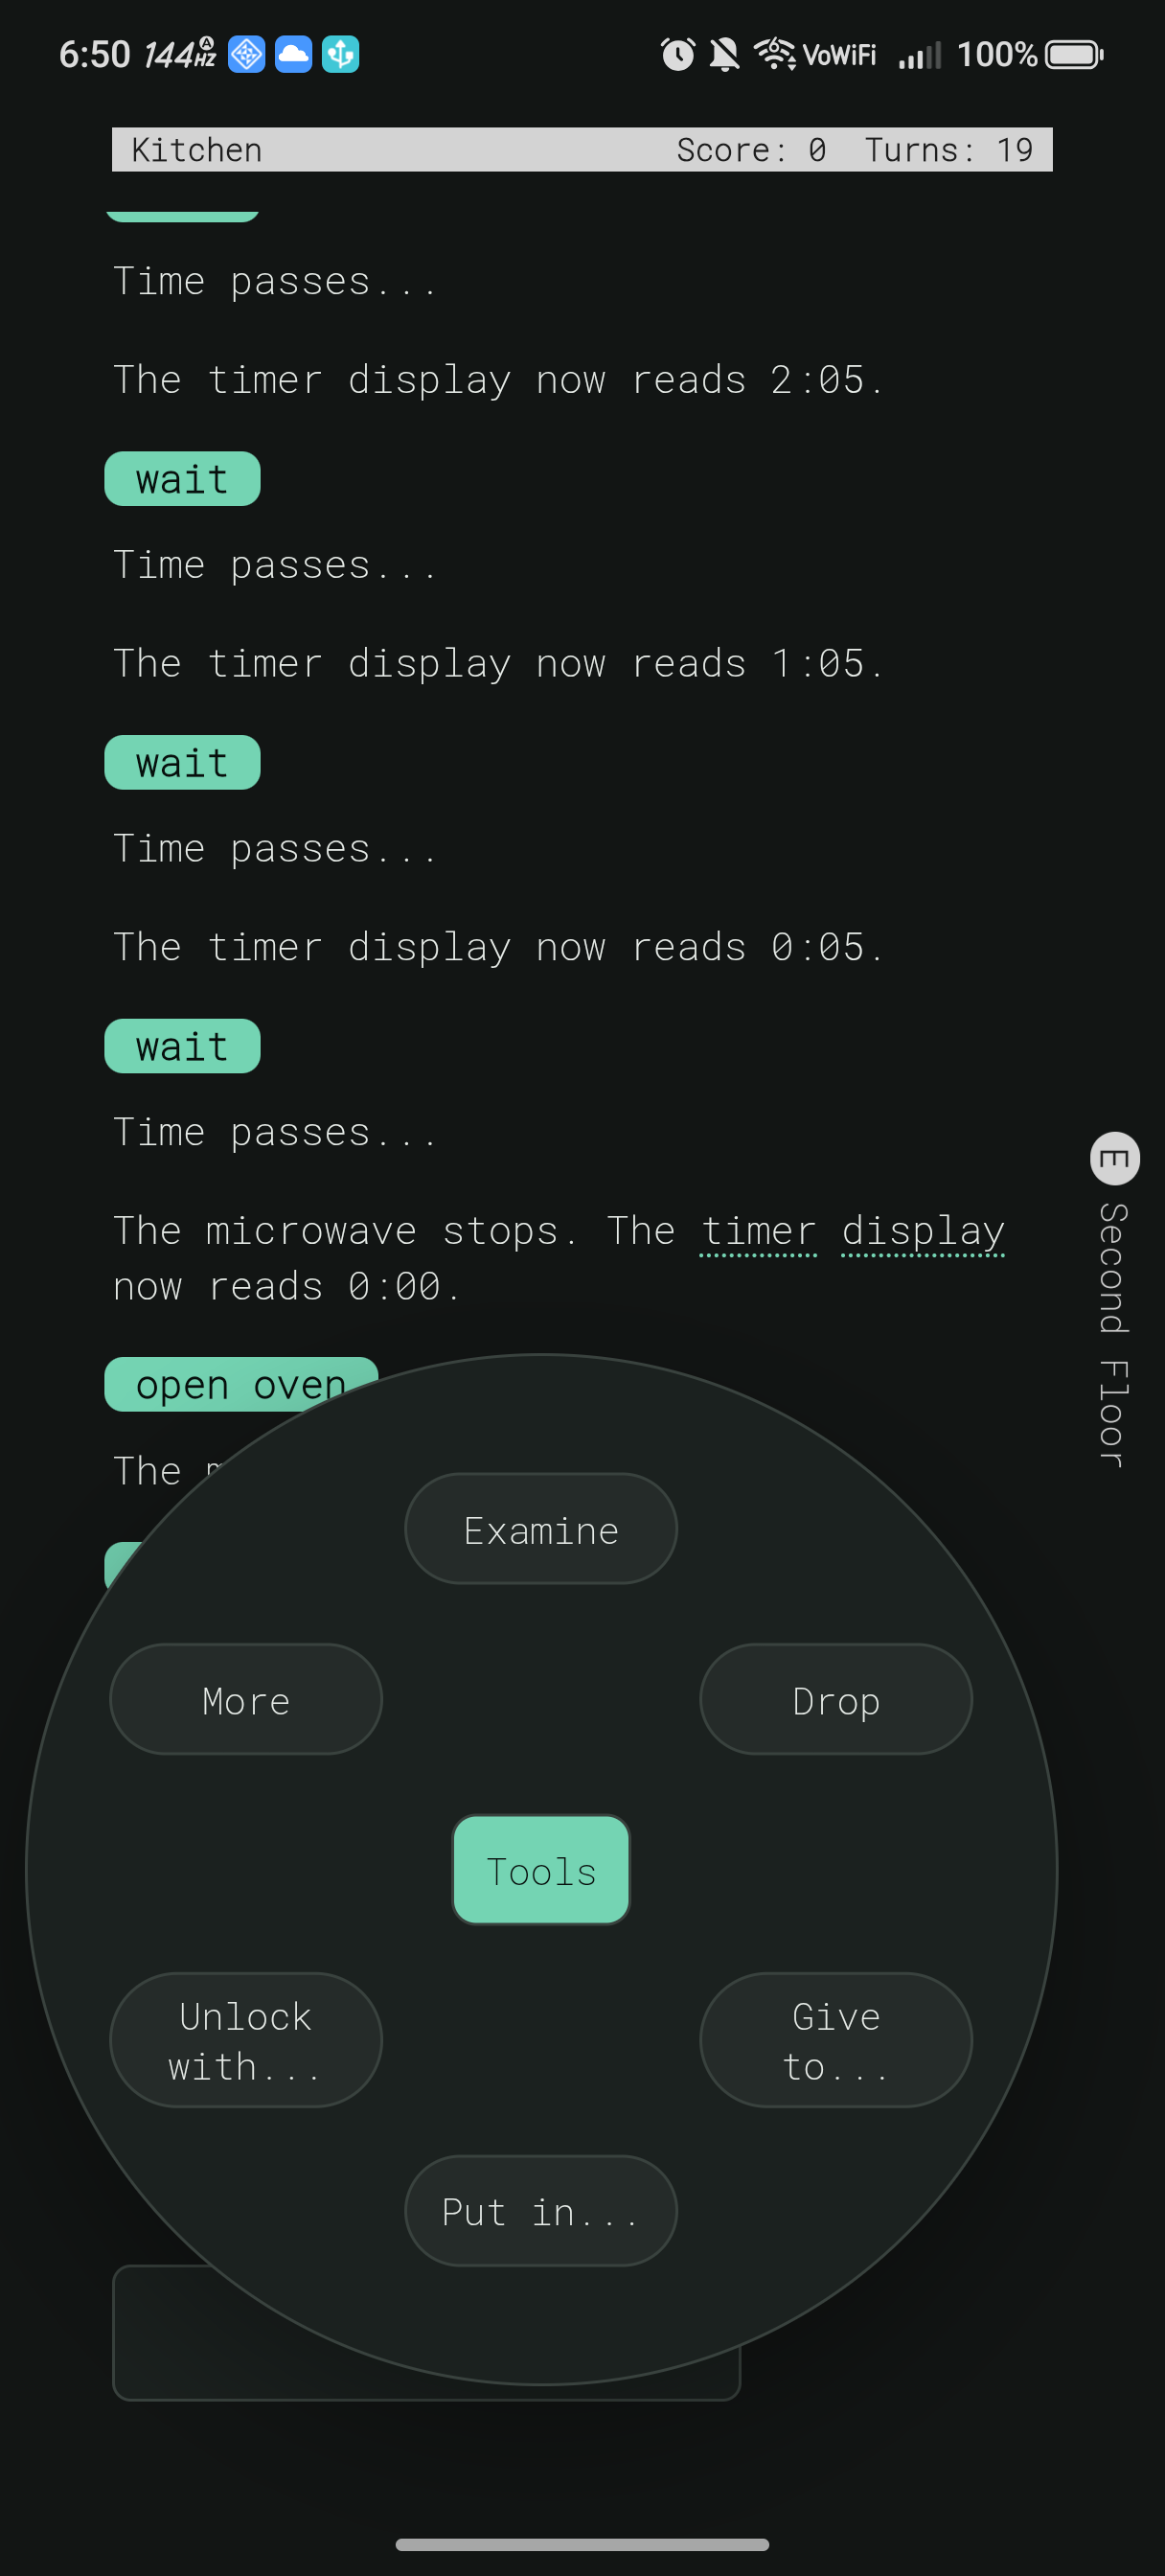 6:50 144HZ A 6 VoWiFi 100%
Kitchen Score: 0 Turns: 19
Time passes...
The timer display now reads 2:05.
wait
Time passes...
The timer display now reads 1:05.
wait
Time passes...
The timer display now reads 0:05.
wait
Time passes...
The microwave stops. The timer display
now reads 0:00.
E Second Floor
open oven
The
Examine
More
Drop
Tools
Unlock
with...
Give
to...
Put in...